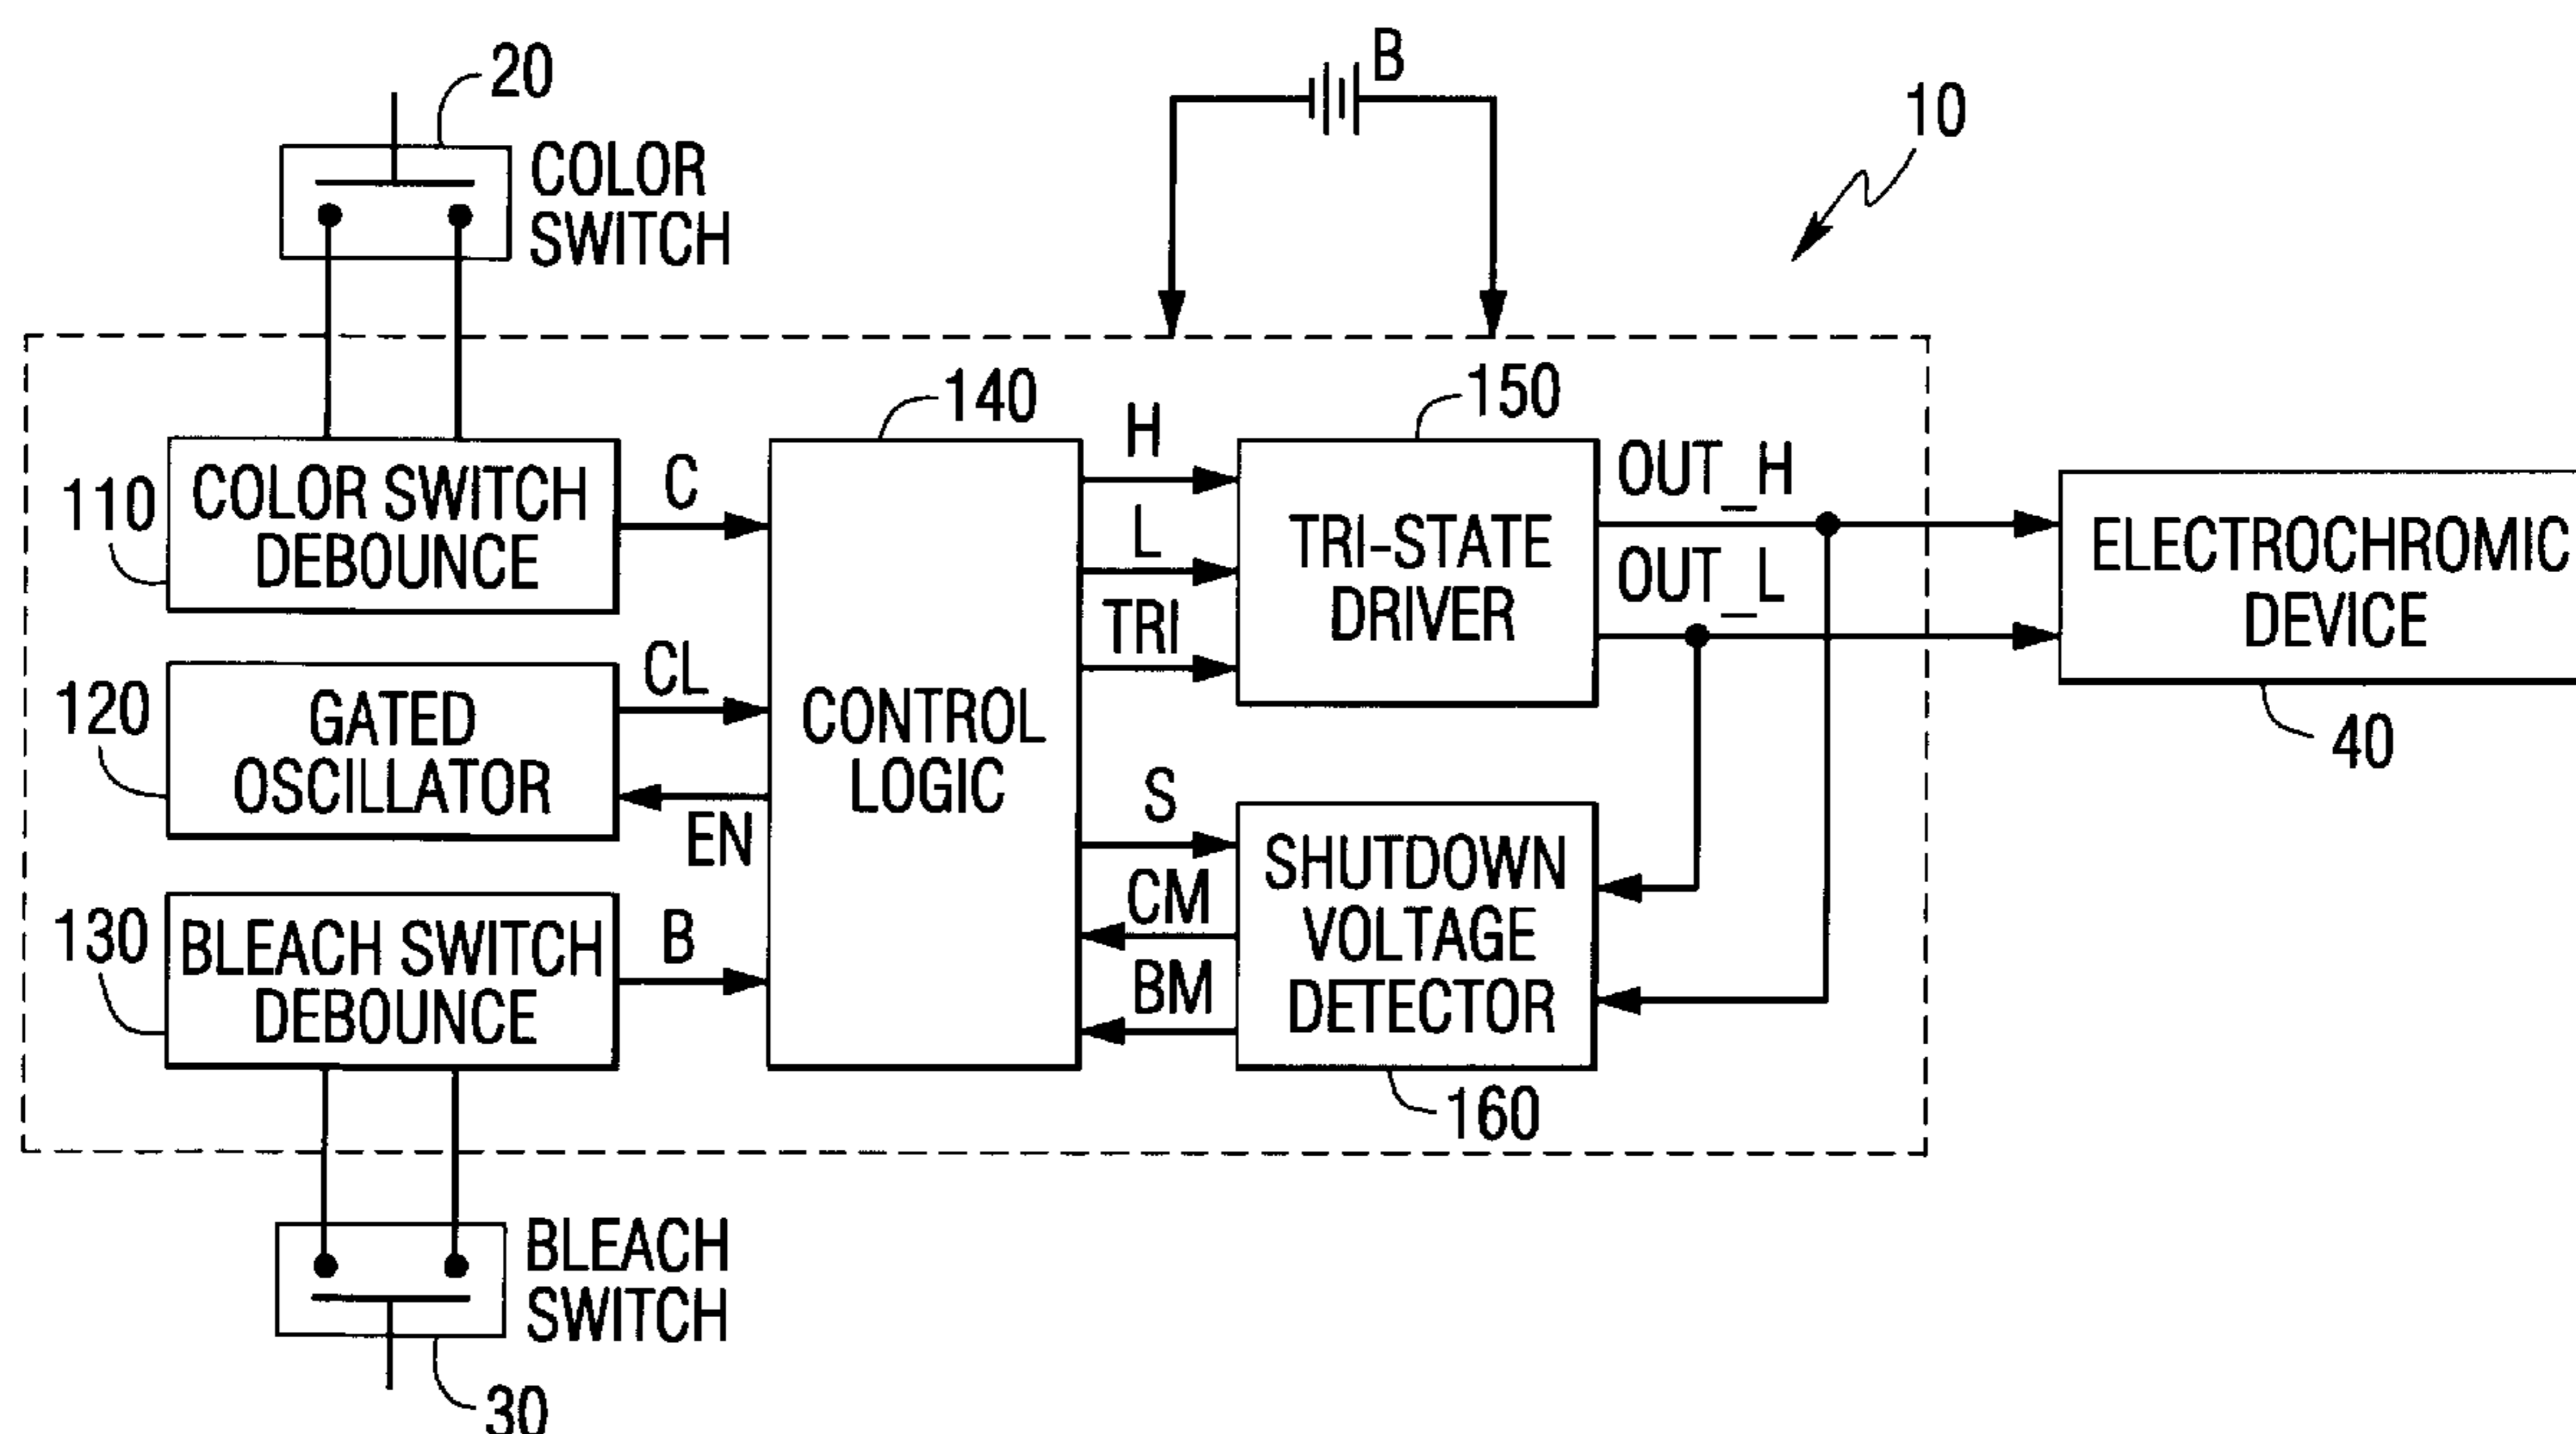 20
COLOR
SWITCH
B
10
140
150
110
COLOR SWITCH
DEBOUNCE
C
H
L
TRI
TRI-STATE
DRIVER
OUT_H
OUT_L
ELECTROCHROMIC
DEVICE
40
120
GATED
OSCILLATOR
CL
EN
CONTROL
LOGIC
S
CM
BM
SHUTDOWN
VOLTAGE
DETECTOR
160
130
BLEACH SWITCH
DEBOUNCE
B
BLEACH
SWITCH
30